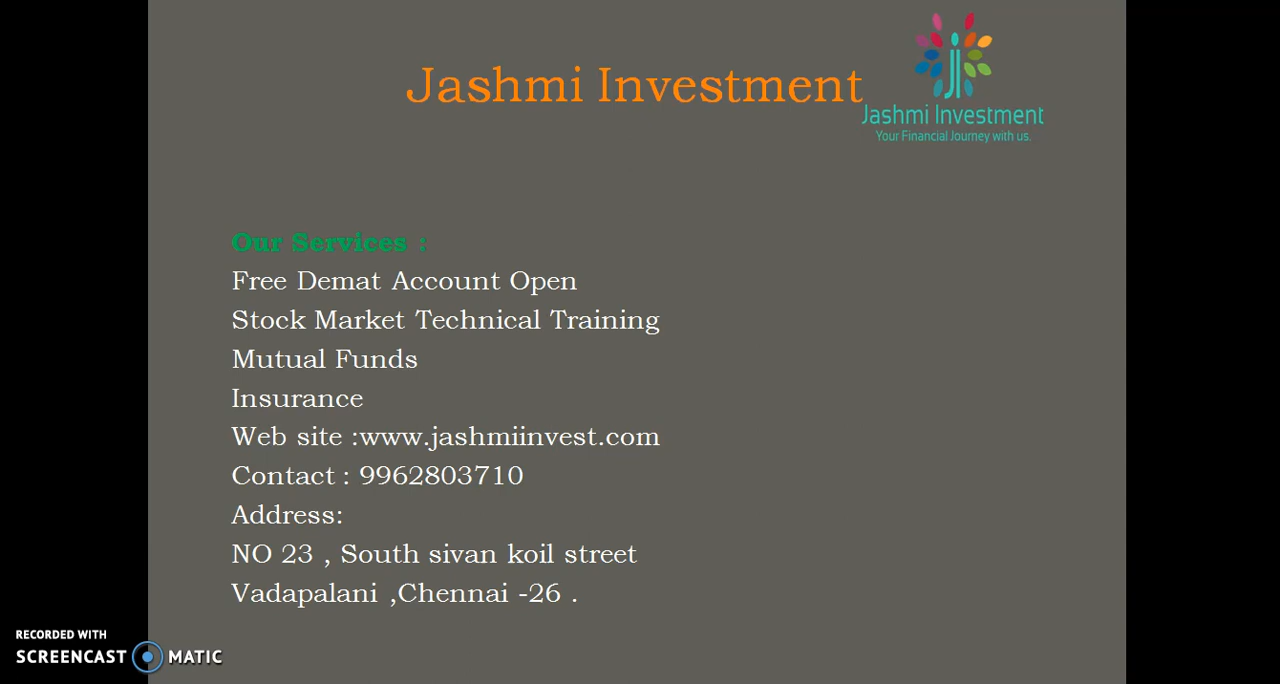 Jashmi Investment
Jashmi Investment
Your Financial Journey with us.
Our Services :
Free Demat Account Open
Stock Market Technical Training
Mutual Funds
Insurance
Web site :www.jashmiinvest.com
Contact : 9962803710
Address:
NO 23 , South sivan koil street
Vadapalani ,Chennai -26 .
RECORDED WITH
SCREENCAST MATIC